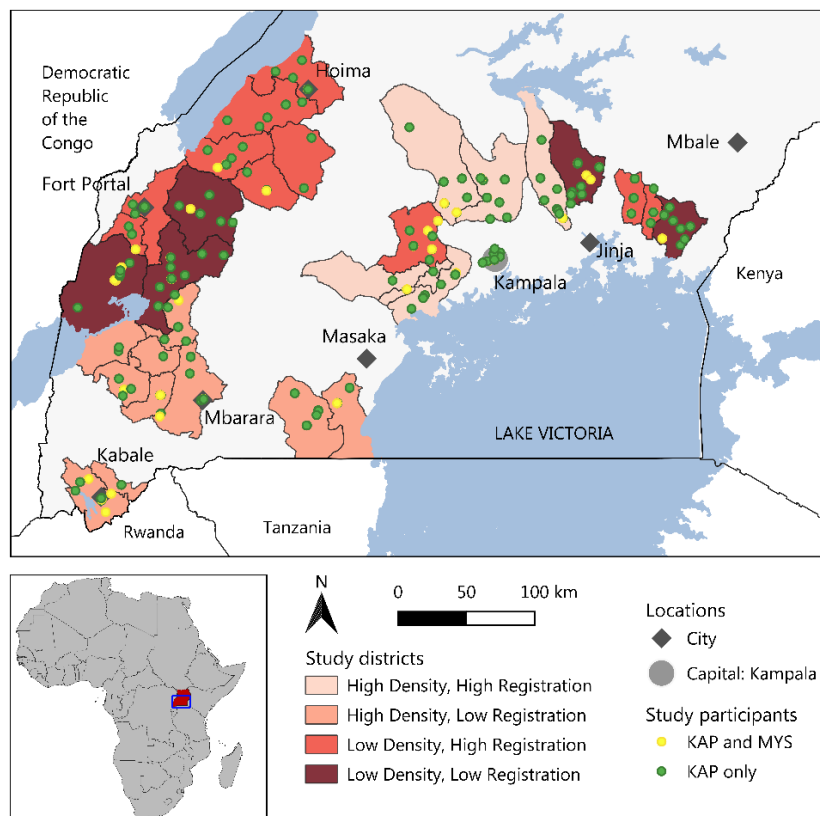 Democratic
Republic
of the
Congo
Hoima
Mbale
Fort Portal
Jinja
Kampala
Kenya
Masaka
Mbarara
LAKE VICTORIA
Kabale
Rwanda
Tanzania
N
0 50 100 km
Study districts
High Density, High Registration
High Density, Low Registration
Low Density, High Registration
Low Density, Low Registration
Locations
City
Capital: Kampala
Study participants
KAP and MYS
KAP only